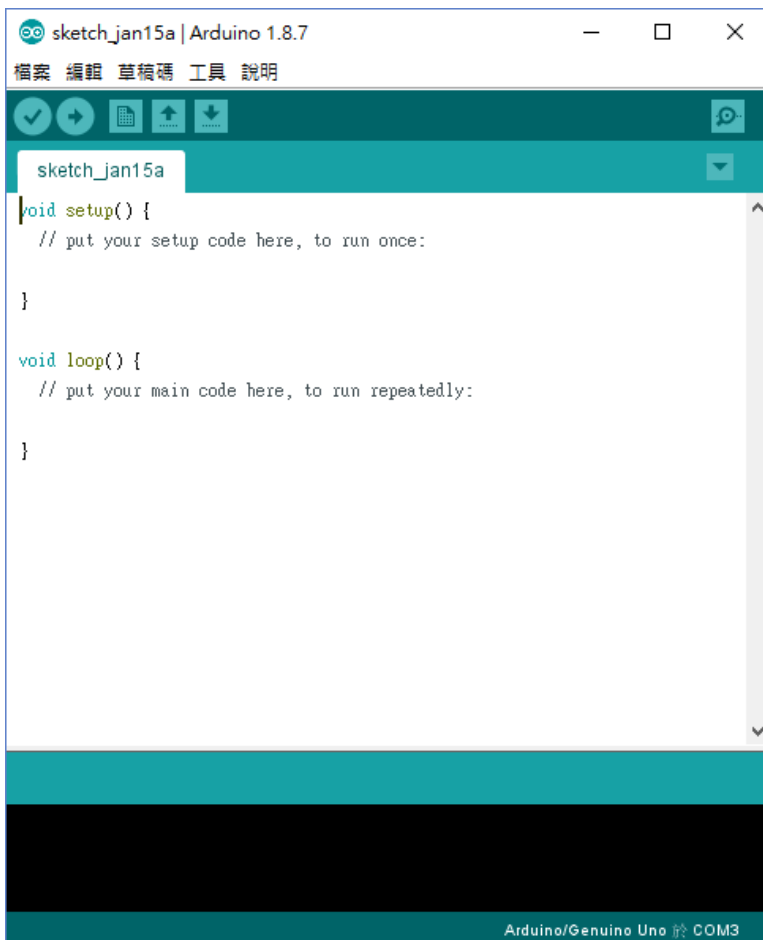 sketch_jan15a | Arduino 1.8.7
檔案 編輯 草稿碼 工具 說明
sketch_jan15a
void setup() {
  // put your setup code here, to run once:
}
void loop() {
  // put your main code here, to run repeatedly:
}
Arduino/Genuino Uno 於 COM3